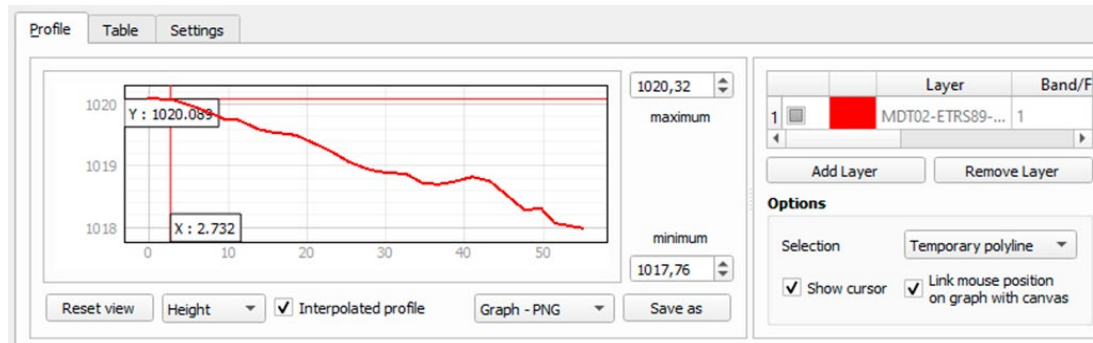 Profile Table Settings
1020
1019
1018
Y : 1020.089
X : 2.732
0 10 20 30 40 50
1020,32
maximum
minimum
1017,76
Reset view Height Interpolated profile Graph - PNG Save as
Layer Band/F
1 MDT02-ETRS89-... 1
Add Layer Remove Layer
Options
Selection Temporary polyline
Show cursor Link mouse position
on graph with canvas